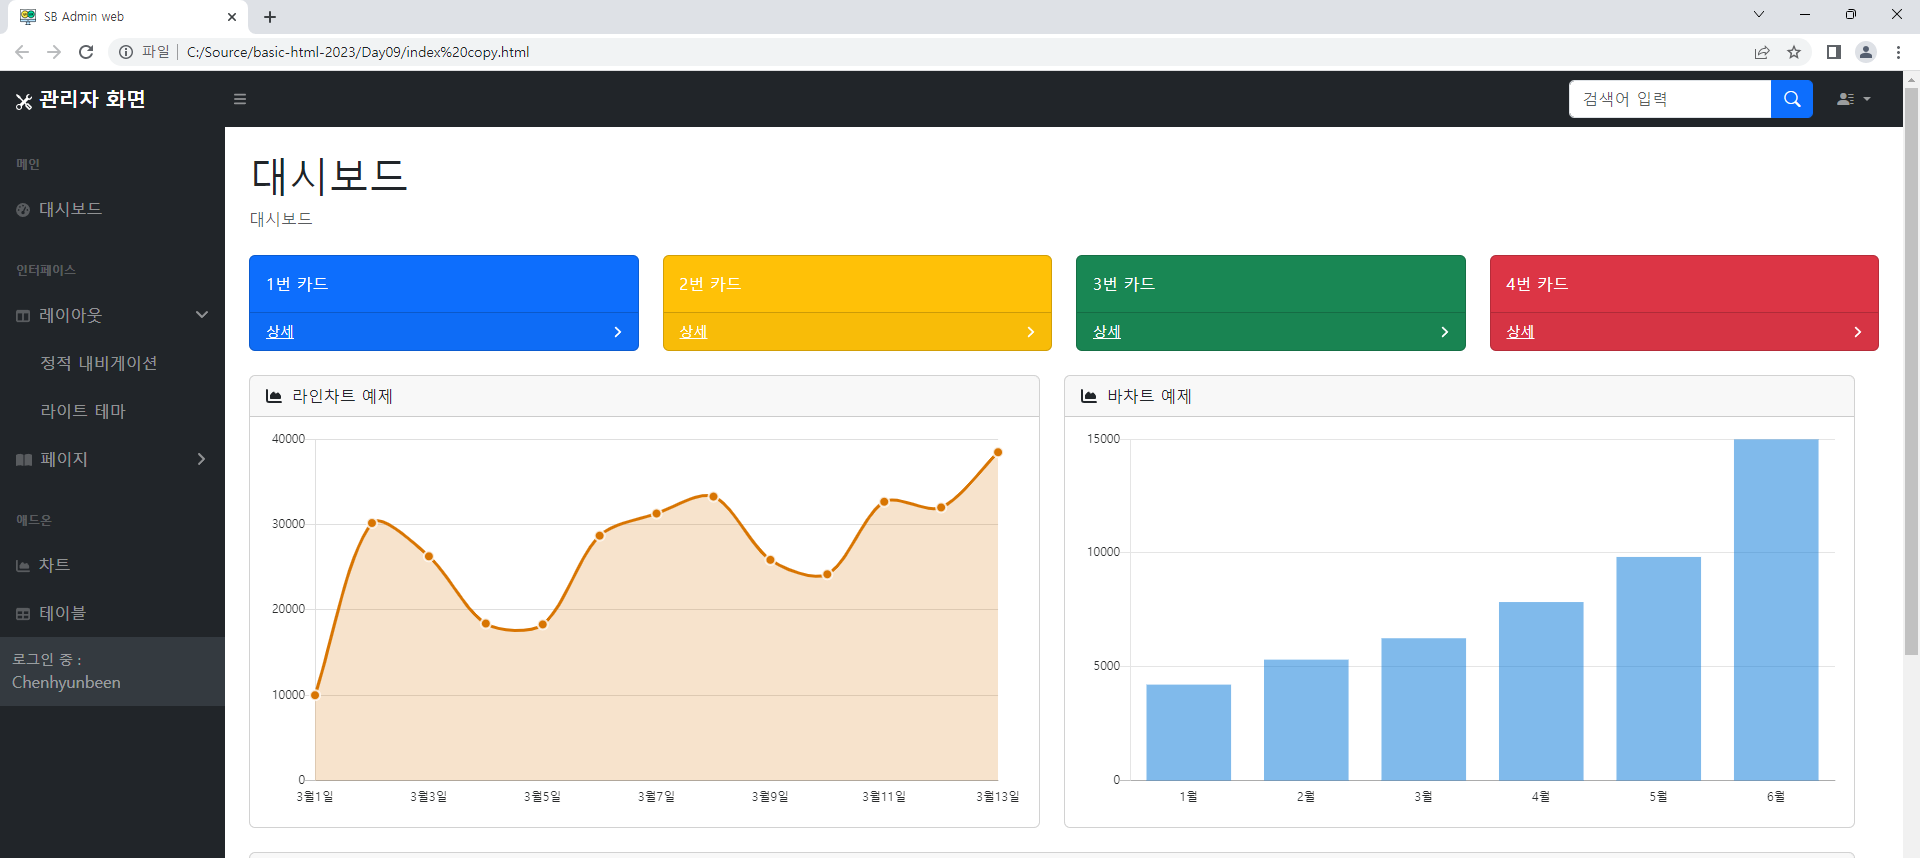 SB Admin web
파일 C:/Source/basic-html-2023/Day09/index%20copy.html
관리자 화면
검색어 입력
메인
대시보드
인터페이스
레이아웃
정적 내비게이션
라이트 테마
페이지
애드온
차트
테이블
로그인 중 :
Chenhyunbeen
대시보드
대시보드
1번 카드
상세
2번 카드
상세
3번 카드
상세
4번 카드
상세
라인차트 예제
40000
30000
20000
10000
0
3월1일 3월3일 3월5일 3월7일 3월9일 3월11일 3월13일
바차트 예제
15000
10000
5000
0
1월 2월 3월 4월 5월 6월